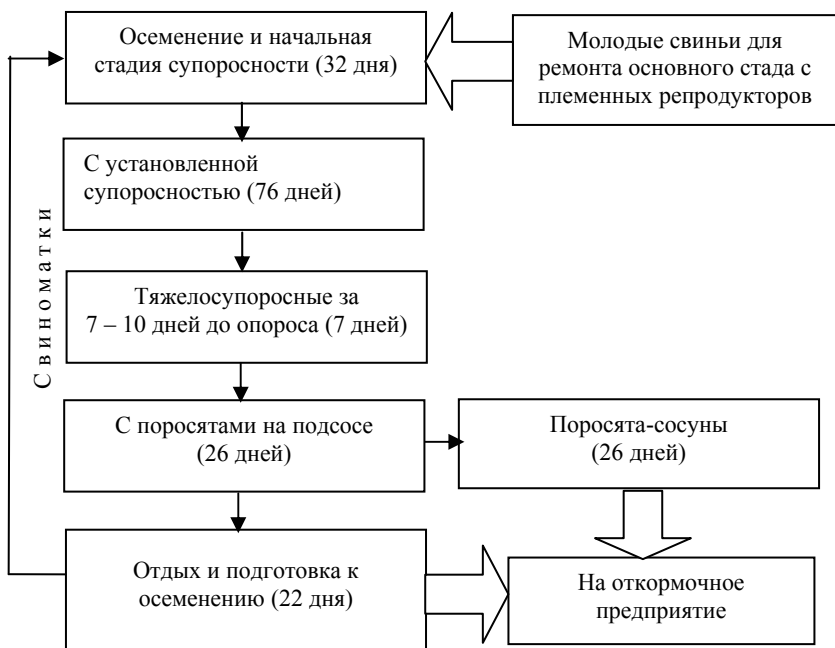 Осеменение и начальная
стадия супоросности (32 дня)
Молодые свиньи для
ремонта основного стада с
племенных репродукторов
С установленной
супоросностью (76 дней)
Свиноматки
Тяжелосупоросные за
7 – 10 дней до опороса (7 дней)
С поросятами на подсосе
(26 дней)
Поросята-сосуны
(26 дней)
Отдых и подготовка к
осеменению (22 дня)
На откормочное
предприятие